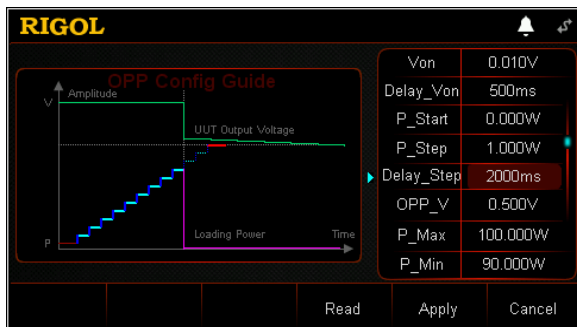 RIGOL
OPP Config Guide
Amplitude
V
UUT Output Voltage
Loading Power
Time
P
Von 0.010V
Delay_Von 500ms
P_Start 0.000W
P_Step 1.000W
Delay_Step 2000ms
OPP_V 0.500V
P_Max 100.000W
P_Min 90.000W
Read Apply Cancel